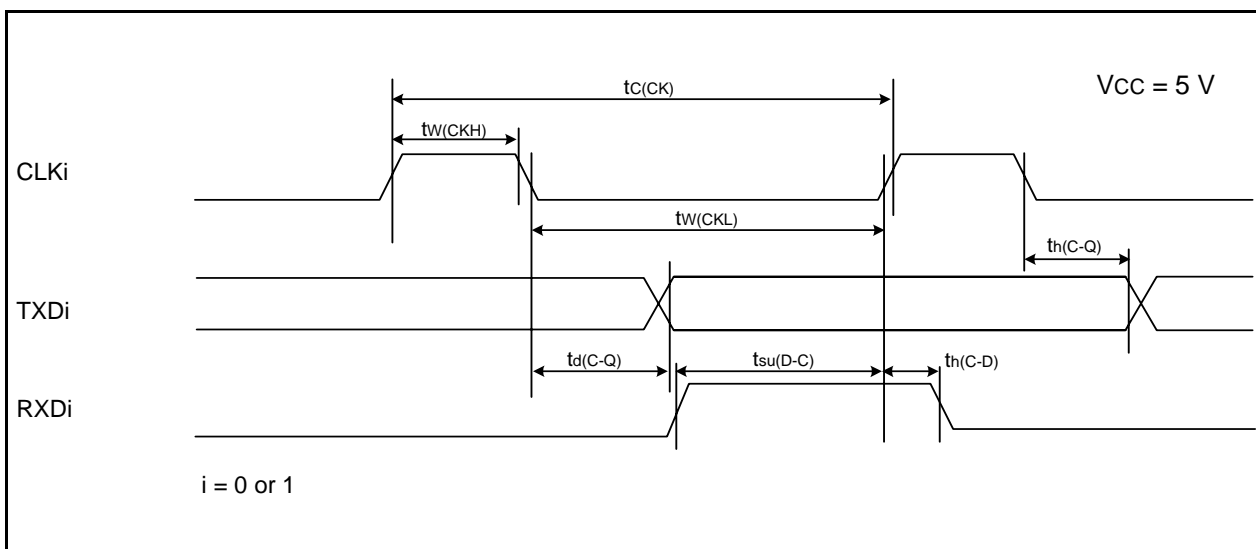 tC(CK)
VCC = 5 V
tW(CKH)
CLKi
tW(CKL)
th(C-Q)
TXDi
td(C-Q)
tsu(D-C)
th(C-D)
RXDi
i = 0 or 1